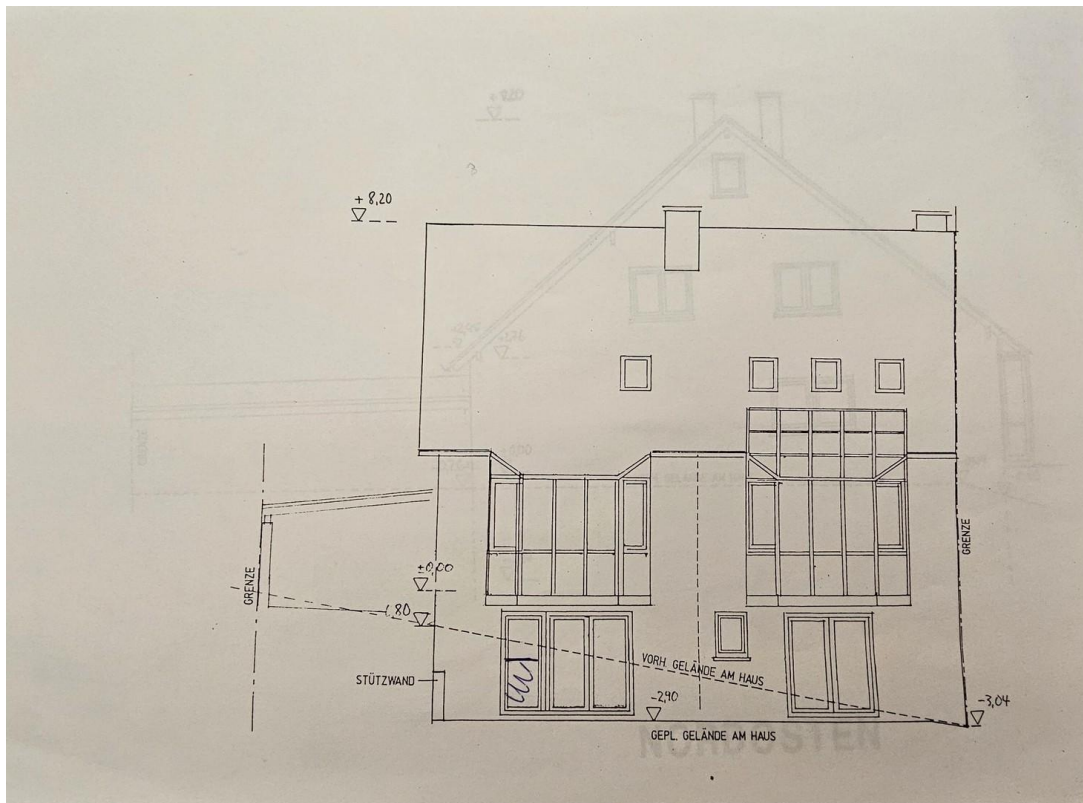 + 8,20
GRENZE
±0,00
GRENZE
1,80
VORH. GELÄNDE AM HAUS
STÜTZWAND
-2,90
-3,04
GEPL. GELÄNDE AM HAUS
NORDOSTEN